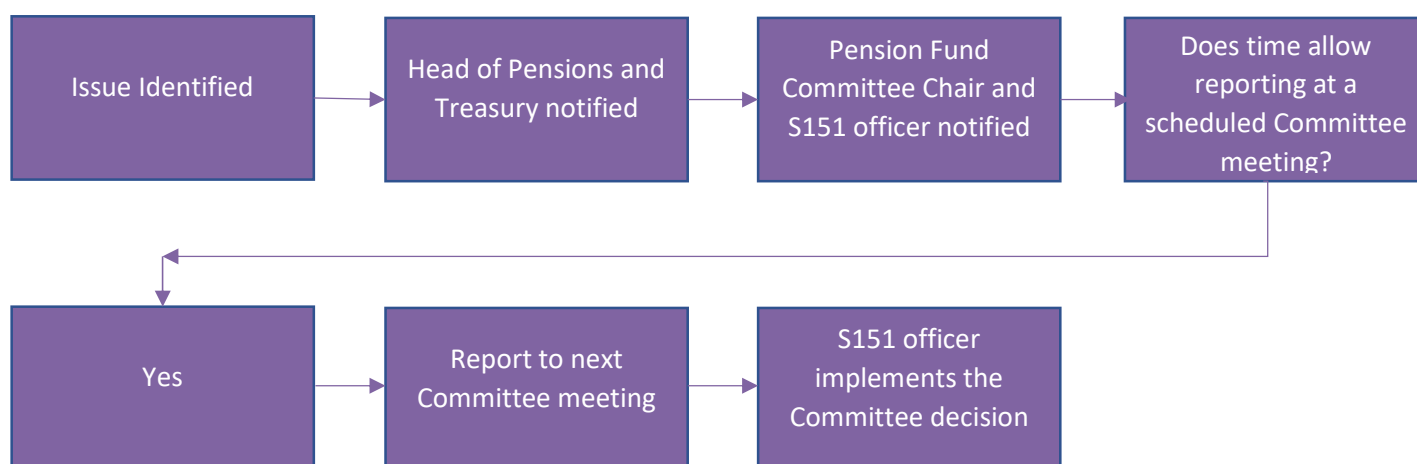 Issue Identified
Head of Pensions and
Treasury notified
Pension Fund
Committee Chair and
S151 officer notified
Does time allow
reporting at a
scheduled Committee
meeting?
Yes
Report to next
Committee meeting
S151 officer
implements the
Committee decision